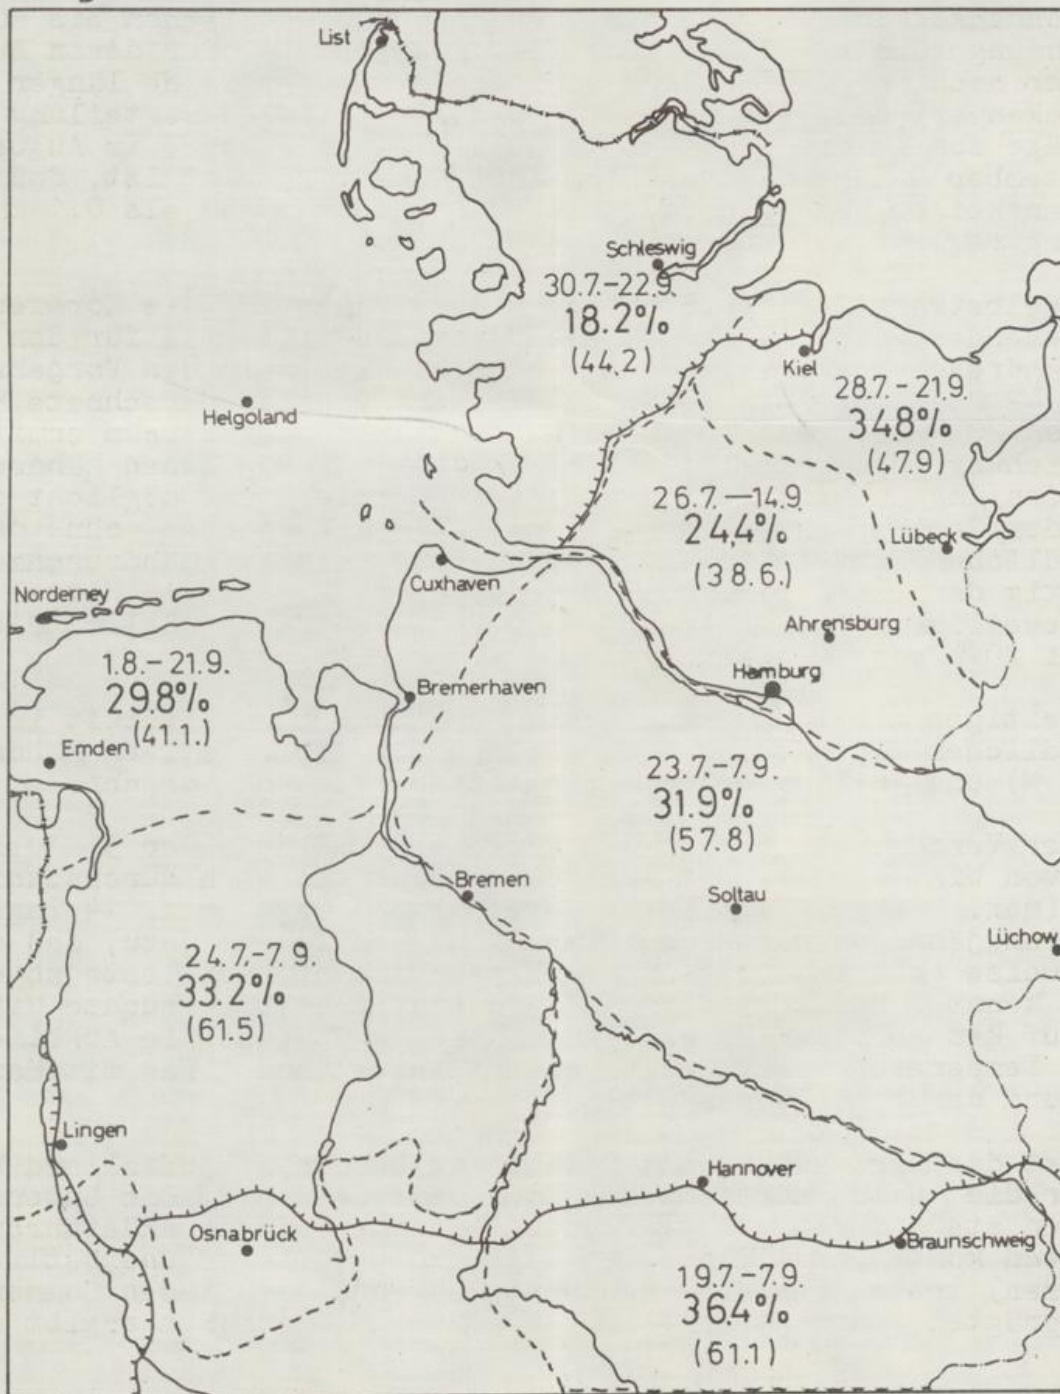 List
Schleswig
30.7.-22.9.
18.2%
(44.2)
Kiel
28.7.-21.9.
34.8%
(47.9)
Helgoland
26.7.—14.9.
24.4%
(38.6.)
Lübeck
Cuxhaven
Norderney
Ahrensburg
1.8.-21.9.
29.8%
(41.1.)
Hamburg
Bremerhaven
Emden
23.7.-7.9.
31.9%
(57.8)
Bremen
Soltau
Lüchow
24.7.-7.9.
33.2%
(61.5)
Lingen
Hannover
Osnabrück
Braunschweig
19.7.-7.9.
36.4%
(61.1)